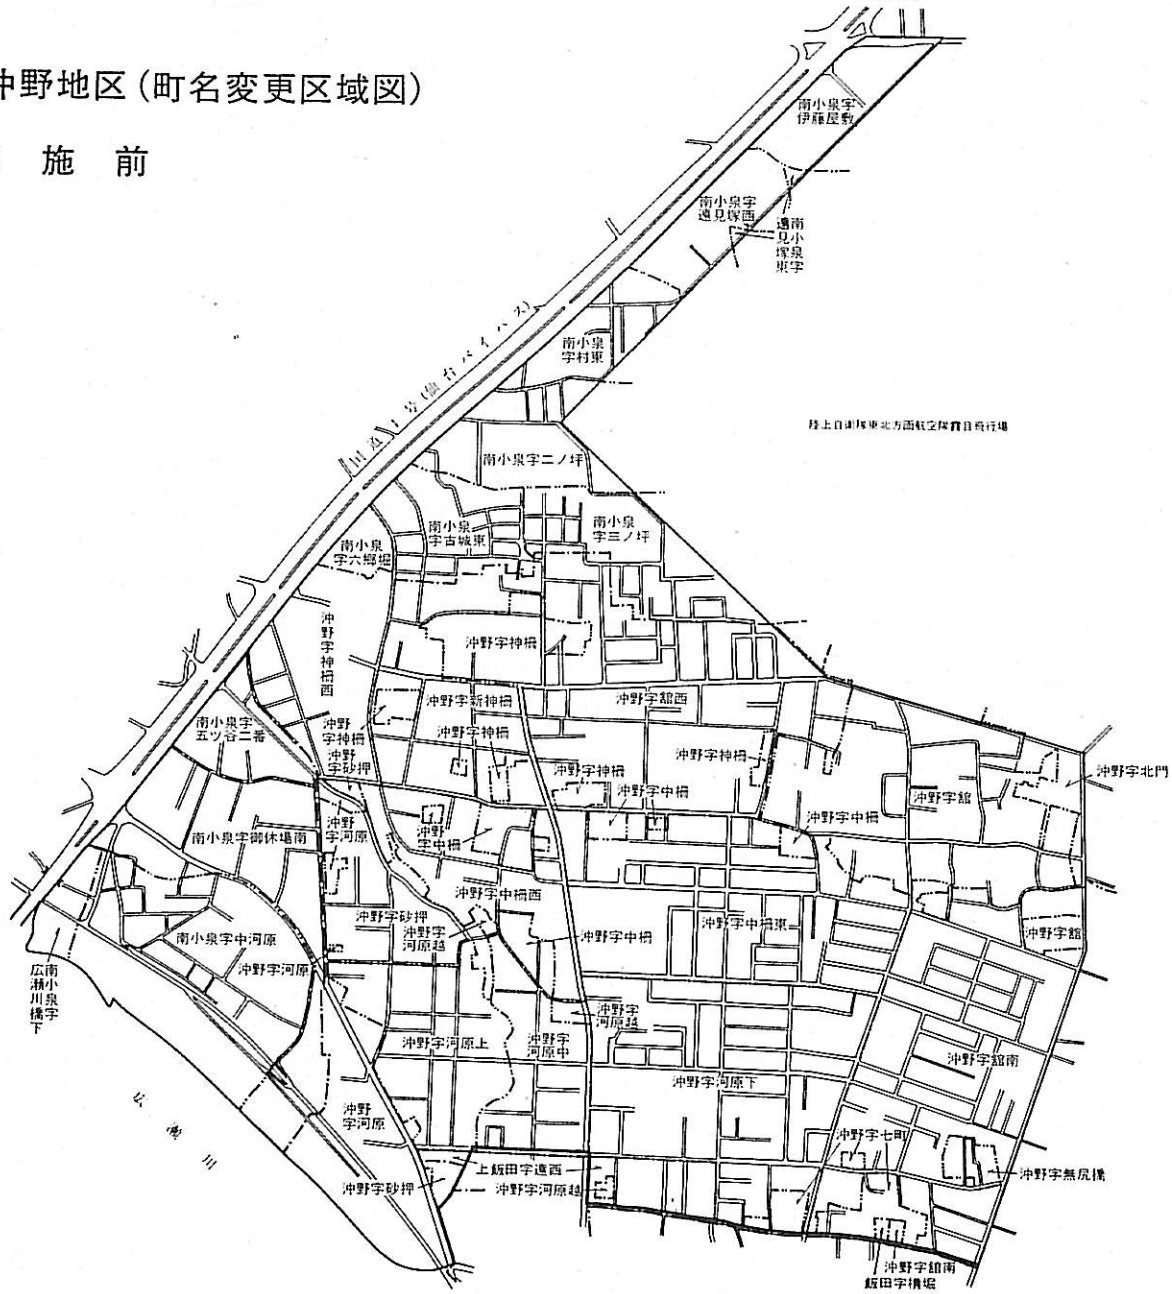 沖野地区(町名変更区域図)
施前
南小泉字
伊藤屋敷
南小泉字
遠見塚西
南小泉字
遠見塚東
国道4号(仙台バイパス)
南小泉
字村東
陸上自衛隊東北方面航空隊霞目飛行場
南小泉字二ノ坪
南小泉
字古城東
南小泉
字三ノ坪
南小泉
字六郷堀
沖野字神柵西
沖野字神柵
沖野字新神柵
沖野字舘西
沖野
字神柵
沖野字神柵
南小泉字
五ツ谷二番
沖野
字砂押
沖野字神柵
沖野字神柵
沖野字北門
沖野字中柵
沖野字舘
沖野字中柵
沖野
字河原
沖野
字中柵
南小泉字御休場南
沖野字中柵西
沖野字砂押
沖野字中柵東
沖野字
河原越
沖野字中柵
沖野字舘
南小泉字中河原
沖野字河原
南小泉字
広瀬川橋下
沖野字
河原越
沖野字河原上
沖野字
河原中
沖野字舘南
沖野字河原下
広瀬川
沖野
字河原
沖野字七町
上飯田字遠西
沖野字無尻橋
沖野字砂押
沖野字河原越
沖野字舘南
飯田字横堀